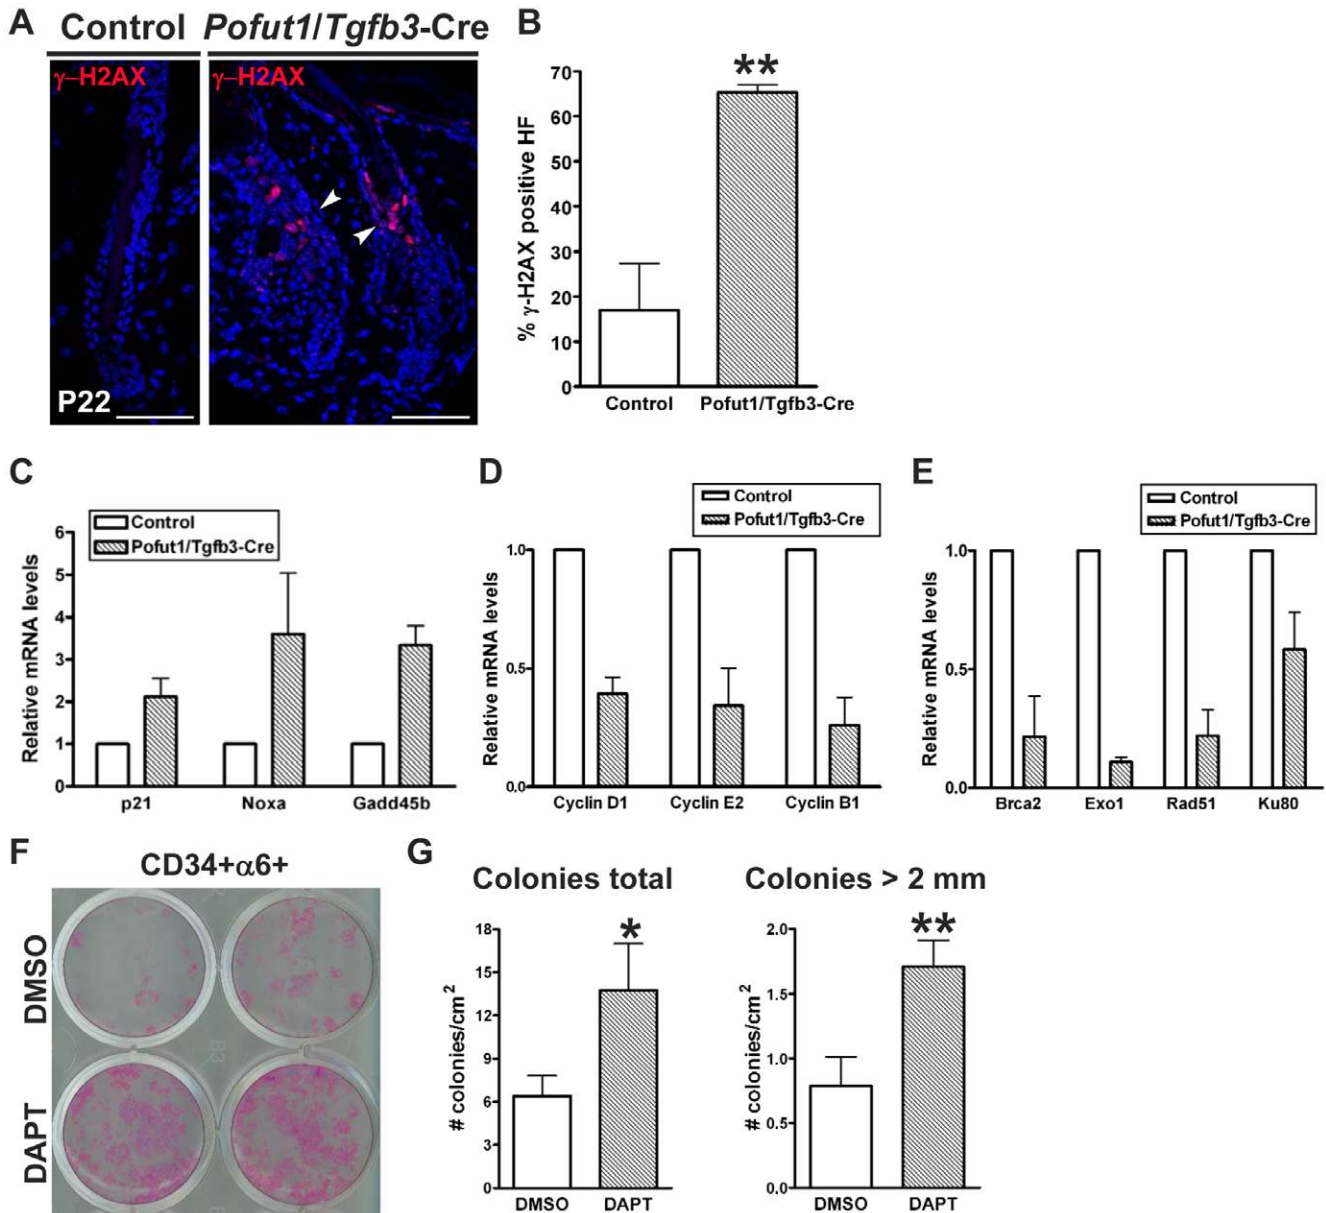 A
Control Pofut1/Tgfb3-Cre
γ–H2AX
γ–H2AX
P22
B
**
% γ-H2AX positive HF
70
60
50
40
30
20
10
0
Control Pofut1/Tgfb3-Cre
C
Control
Pofut1/Tgfb3-Cre
Relative mRNA levels
6
5
4
3
2
1
0
p21 Noxa Gadd45b
D
Control
Pofut1/Tgfb3-Cre
Relative mRNA levels
1.0
0.5
0.0
Cyclin D1 Cyclin E2 Cyclin B1
E
Control
Pofut1/Tgfb3-Cre
Relative mRNA levels
1.0
0.5
0.0
Brca2 Exo1 Rad51 Ku80
F
CD34+α6+
DMSO
DAPT
B3
G
Colonies total
*
# colonies/cm²
18
15
12
9
6
3
0
DMSO DAPT
Colonies > 2 mm
**
# colonies/cm²
2.0
1.5
1.0
0.5
0.0
DMSO DAPT